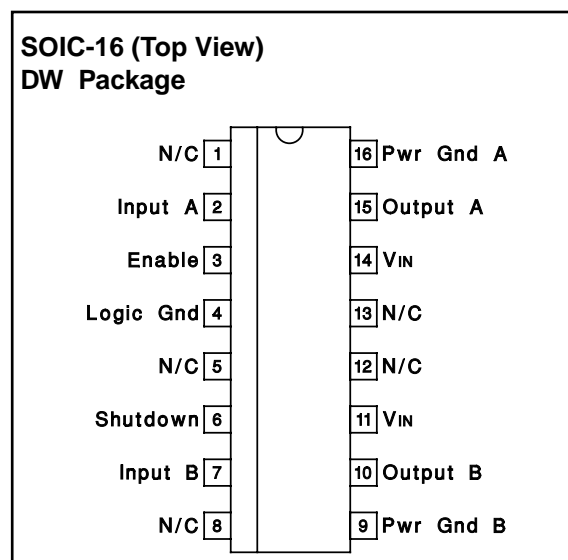 SOIC-16 (Top View)
DW Package
N/C 1
16 Pwr Gnd A
Input A 2
15 Output A
Enable 3
14 VIN
Logic Gnd 4
13 N/C
N/C 5
12 N/C
Shutdown 6
11 VIN
Input B 7
10 Output B
N/C 8
9 Pwr Gnd B